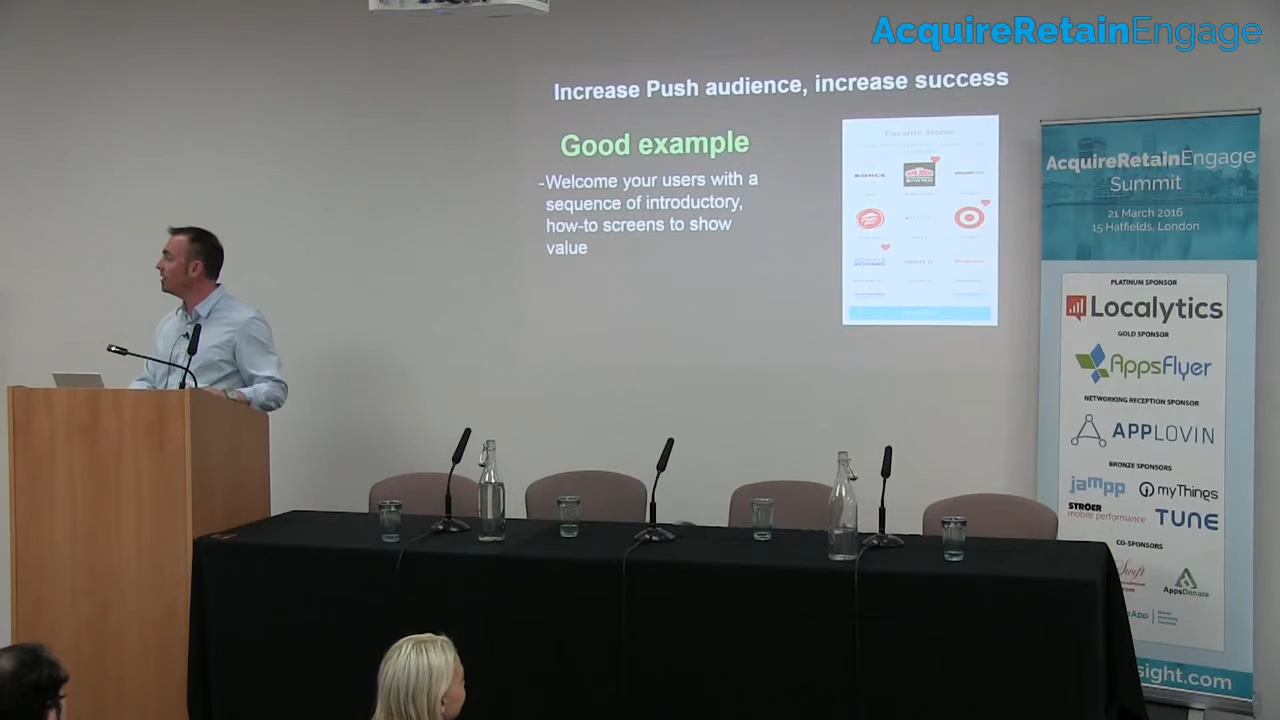 AcquireRetainEngage
Increase Push audience, increase success
Good example
-Welcome your users with a
sequence of introductory,
how-to screens to show
value
Favorite Stores
AcquireRetainEngage
Summit
21 March 2016
15 Hatfields, London
PLATINUM SPONSOR
Localytics
GOLD SPONSOR
AppsFlyer
NETWORKING RECEPTION SPONSOR
APPLOVIN
BRONZE SPONSORS
jampp
myThings
STRÖER
mobile performance
TUNE
CO-SPONSORS
Swift
AppsDonate
sight.com